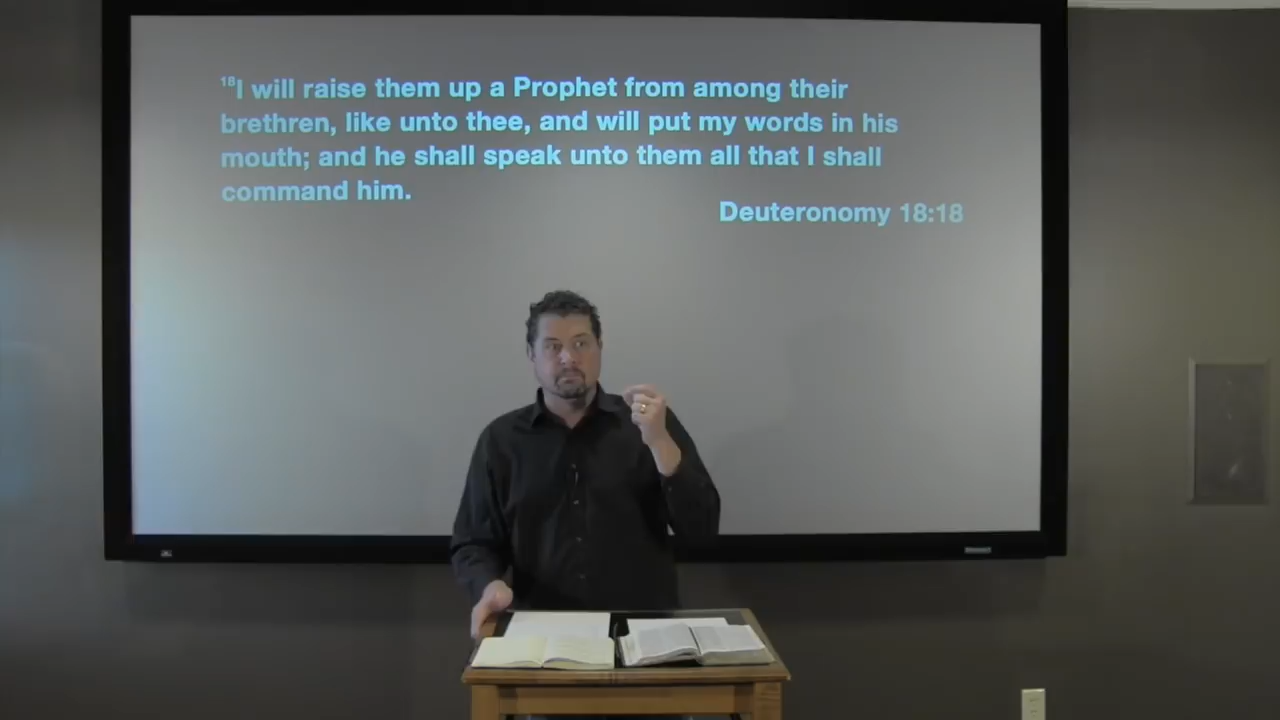 18I will raise them up a Prophet from among their
brethren, like unto thee, and will put my words in his
mouth; and he shall speak unto them all that I shall
command him.
Deuteronomy 18:18